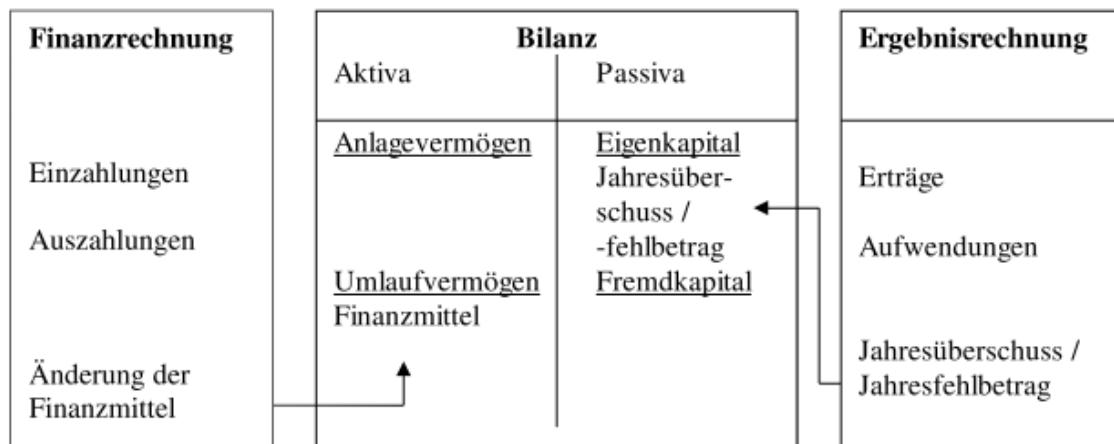 Finanzrechnung
Einzahlungen
Auszahlungen
Änderung der
Finanzmittel
Bilanz
Aktiva
Passiva
Anlagevermögen
Umlaufvermögen
Finanzmittel
Eigenkapital
Jahresüber-
schuss /
-fehlbetrag
Fremdkapital
Ergebnisrechnung
Erträge
Aufwendungen
Jahresüberschuss /
Jahresfehlbetrag